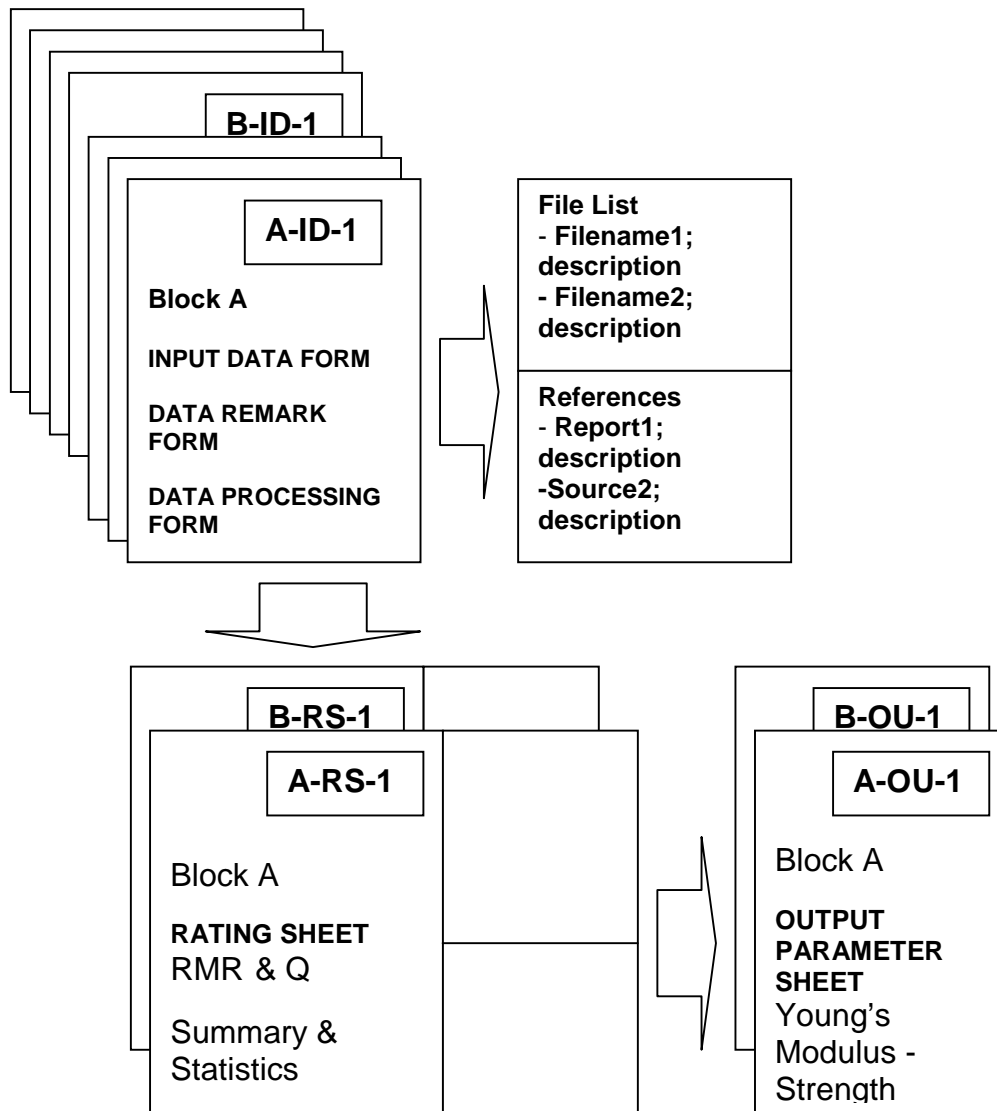 B-ID-1
A-ID-1
Block A
INPUT DATA FORM
DATA REMARK
FORM
DATA PROCESSING
FORM
File List
- Filename1;
description
- Filename2;
description
References
- Report1;
description
-Source2;
description
B-RS-1
A-RS-1
Block A
RATING SHEET
RMR & Q
Summary &
Statistics
B-OU-1
A-OU-1
Block A
OUTPUT
PARAMETER
SHEET
Young's
Modulus -
Strength